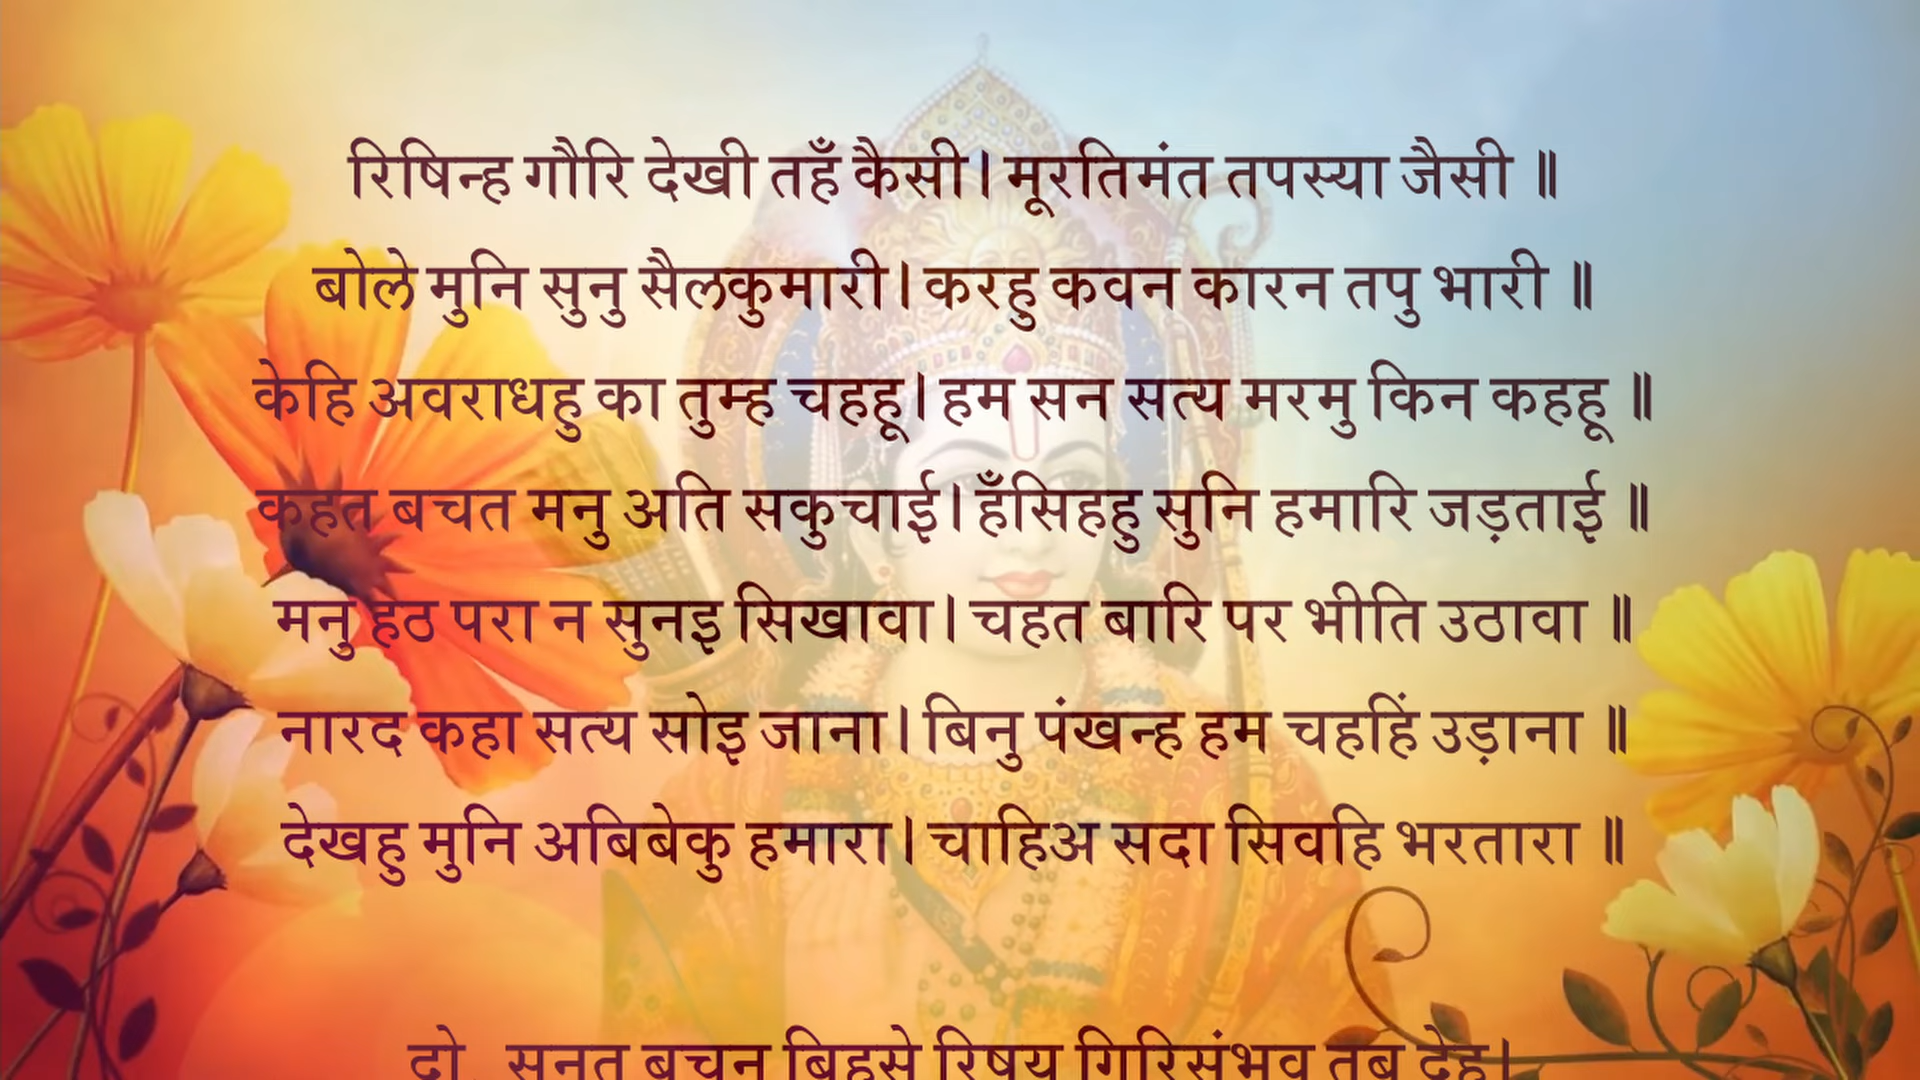 रिषिन्ह गौरि देखी तहँ कैसी। मूरतिमंत तपस्या जैसी ॥
बोले मुनि सुनु सैलकुमारी। करहु कवन कारन तपु भारी ॥
केहि अवराधहु का तुम्ह चहहू। हम सन सत्य मरमु किन कहहू ॥
कहत बचत मनु अति सकुचाई। हँसिहहु सुनि हमारि जड़ताई ॥
मनु हठ परा न सुनइ सिखावा। चहत बारि पर भीति उठावा ॥
नारद कहा सत्य सोइ जाना। बिनु पंखन्ह हम चहहिं उड़ाना ॥
देखहु मुनि अबिबेकु हमारा। चाहिअ सदा सिवहि भरतारा ॥
दो. सुनत बचन बिहसे रिषय गिरिसंभव तब देह।